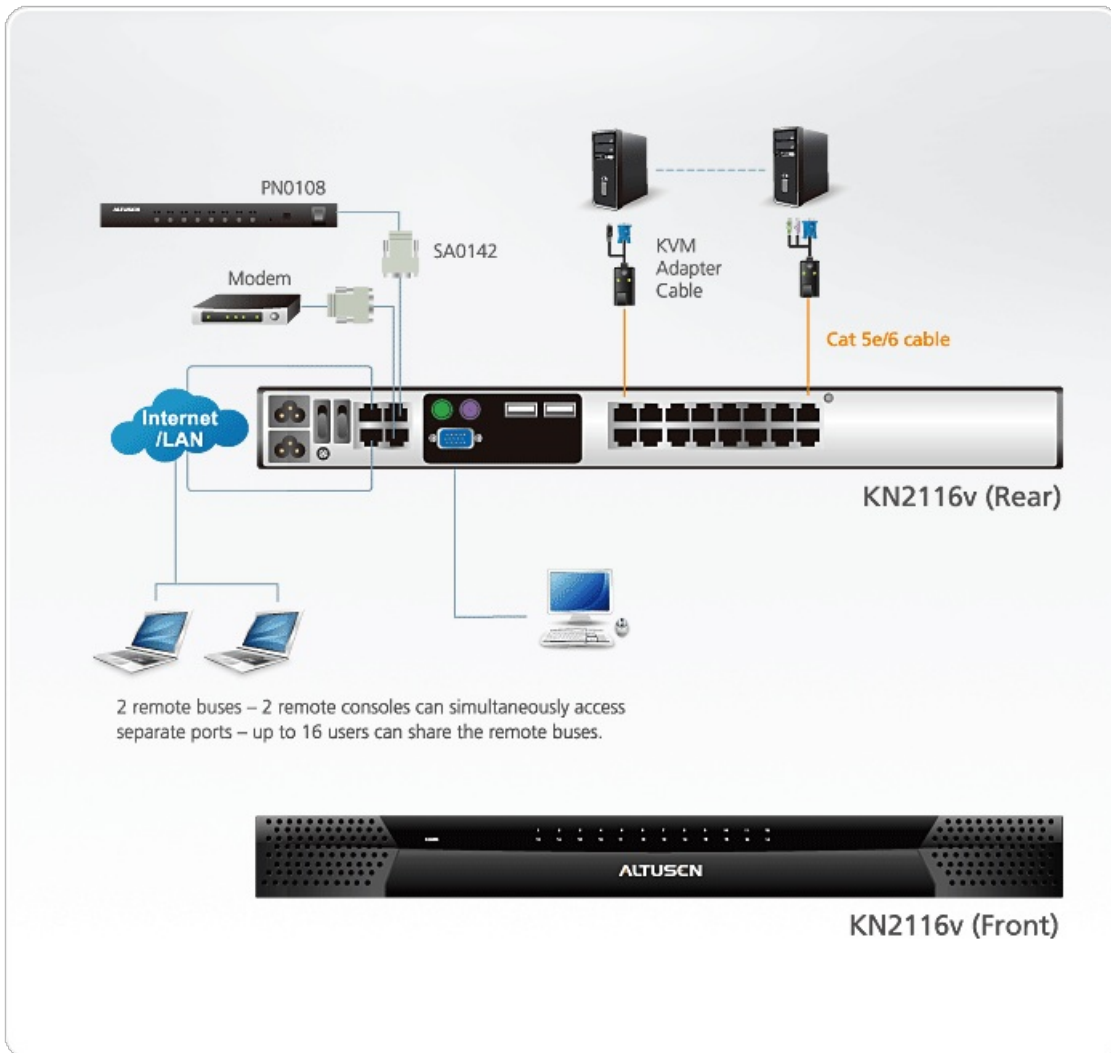 PN0108
ALTUSEN
SA0142
Modem
KVM
Adapter
Cable
Cat 5e/6 cable
Internet
/LAN
KN2116v (Rear)
2 remote buses – 2 remote consoles can simultaneously access
separate ports – up to 16 users can share the remote buses.
ALTUSEN
KN2116v (Front)